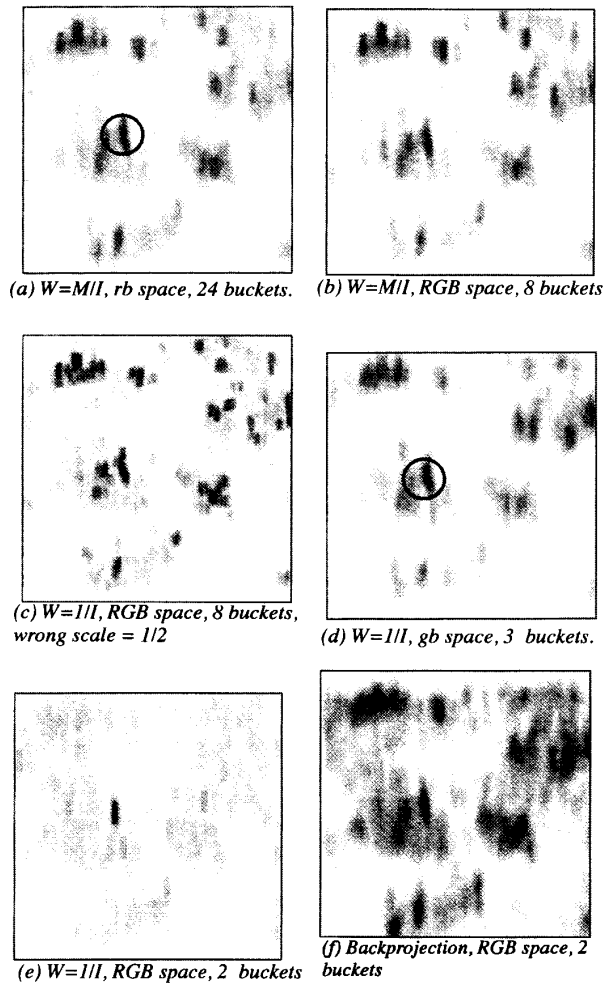 (a) W=M/I, rb space, 24 buckets.
(b) W=M/I, RGB space, 8 buckets
(c) W=1/I, RGB space, 8 buckets,
wrong scale = 1/2
(d) W=1/I, gb space, 3 buckets.
(e) W=1/I, RGB space, 2 buckets
(f) Backprojection, RGB space, 2
buckets